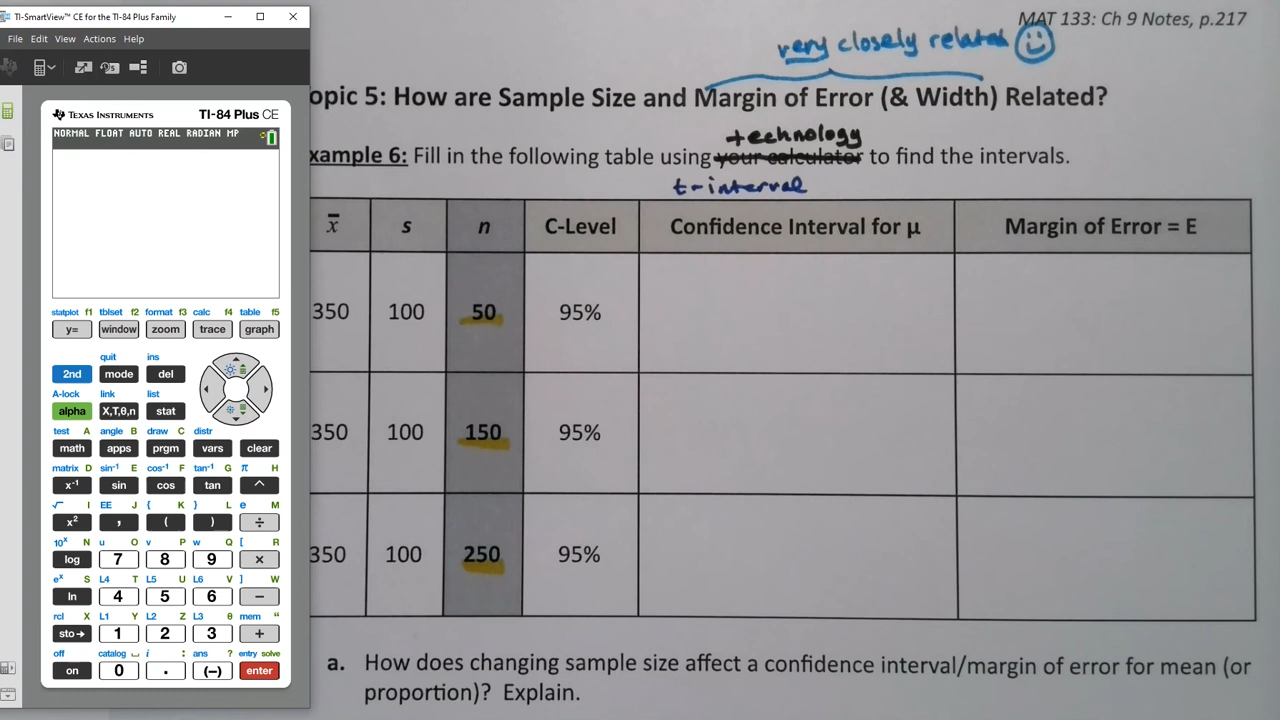 TI-SmartView™ CE for the TI-84 Plus Family
File Edit View Actions Help
TEXAS INSTRUMENTS TI-84 Plus CE
NORMAL FLOAT AUTO REAL RADIAN MP
statplot f1 tblset f2 format f3 calc f4 table f5
y= window zoom trace graph
quit ins
2nd mode del
A-lock link list
alpha X,T,θ,n stat
test A angle B draw C distr
math apps prgm vars clear
matrix D sin⁻¹ E cos⁻¹ F tan⁻¹ G π H
x⁻¹ sin cos tan ^
√ I EE J { K } L e M
x² , ( ) ÷
10ˣ N u O v P w Q [ R
log 7 8 9 ×
eˣ S L4 T L5 U L6 V ] W
ln 4 5 6 −
rcl X L1 Y L2 Z L3 θ mem "
sto→ 1 2 3 +
off catalog i : ans ? entry solve
on 0 . (−) enter
MAT 133: Ch 9 Notes, p.217
very closely related
opic 5: How are Sample Size and Margin of Error (& Width) Related?
technology
xample 6: Fill in the following table using your calculator to find the intervals.
t-interval
x̄ s n C-Level Confidence Interval for μ Margin of Error = E
350 100 50 95%
350 100 150 95%
350 100 250 95%
a. How does changing sample size affect a confidence interval/margin of error for mean (or
proportion)? Explain.